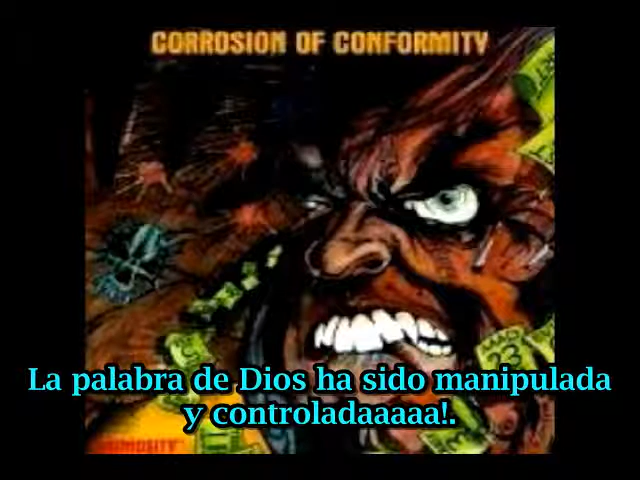 CORROSION OF CONFORMITY
La palabra de Dios ha sido manipulada
y controladaaaaa!.